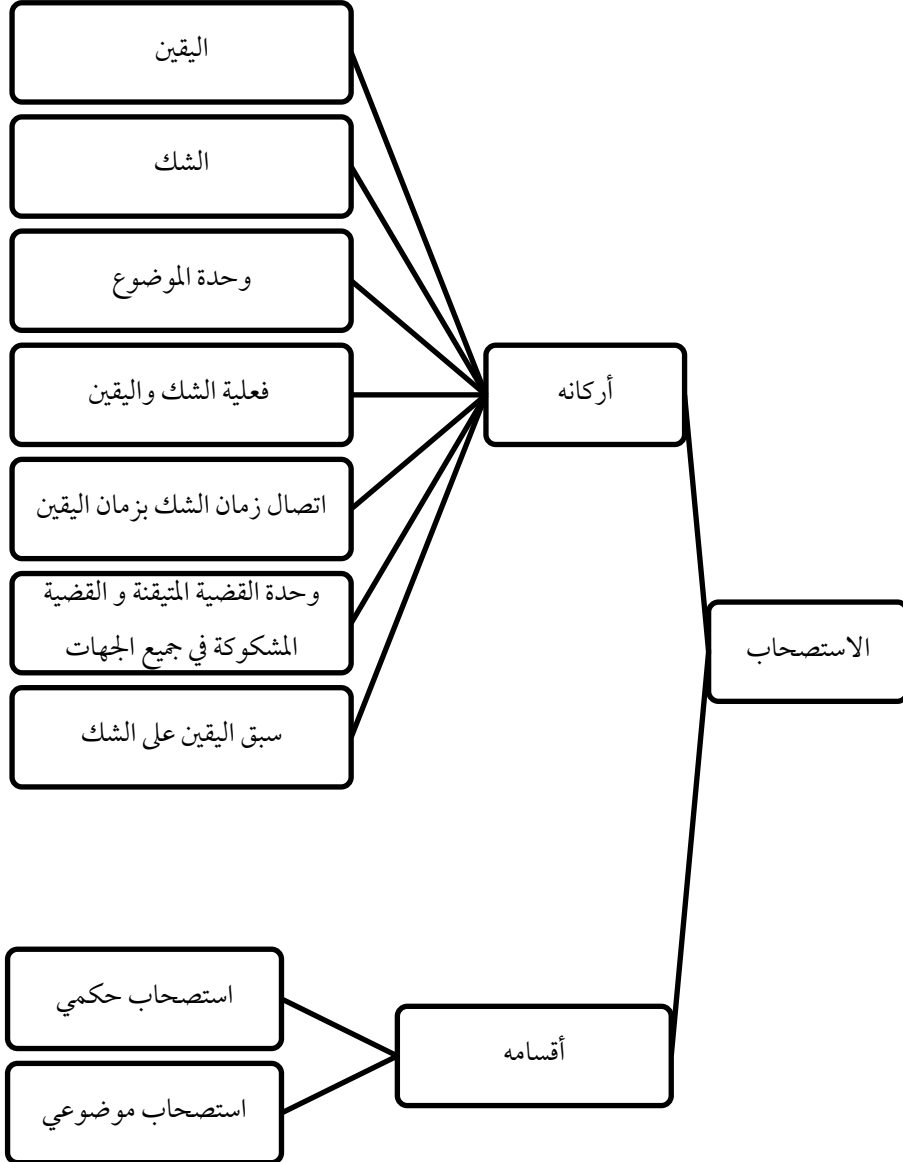 الاستصحاب
أركانه
اليقين
الشك
وحدة الموضوع
فعلية الشك واليقين
اتصال زمان الشك بزمان اليقين
وحدة القضية المتيقنة و القضية
المشكوكة في جميع الجهات
سبق اليقين على الشك
أقسامه
استصحاب حكمي
استصحاب موضوعي